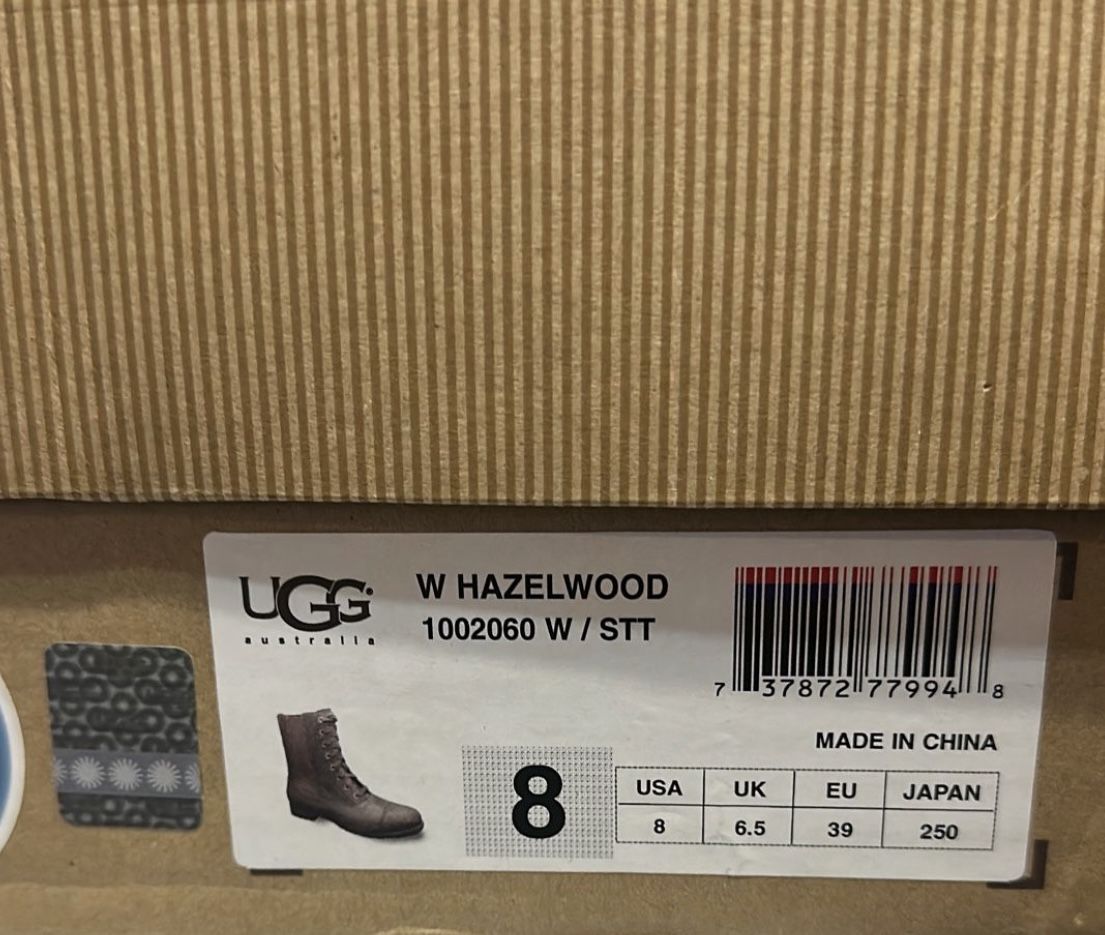 UGG
australia
W HAZELWOOD
1002060 W / STT
7 37872 77994 8
MADE IN CHINA
8
USA UK EU JAPAN
8 6.5 39 250